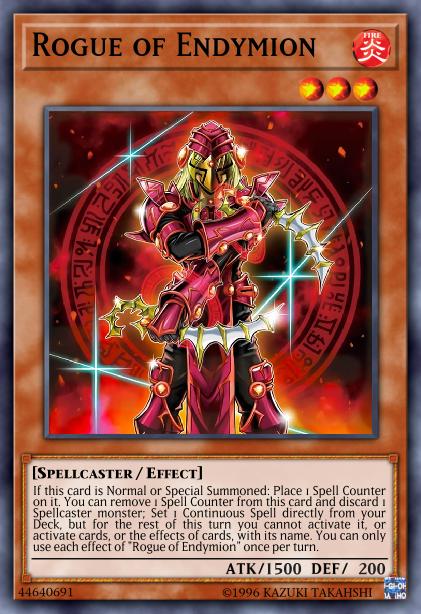 ROGUE OF ENDYMION
FIRE
炎
[SPELLCASTER / EFFECT]
If this card is Normal or Special Summoned: Place 1 Spell Counter
on it. You can remove 1 Spell Counter from this card and discard 1
Spellcaster monster; Set 1 Continuous Spell directly from your
Deck, but for the rest of this turn you cannot activate it, or
activate cards, or the effects of cards, with its name. You can only
use each effect of "Rogue of Endymion" once per turn.
ATK/1500 DEF/ 200
44640691
©1996 KAZUKI TAKAHSHI